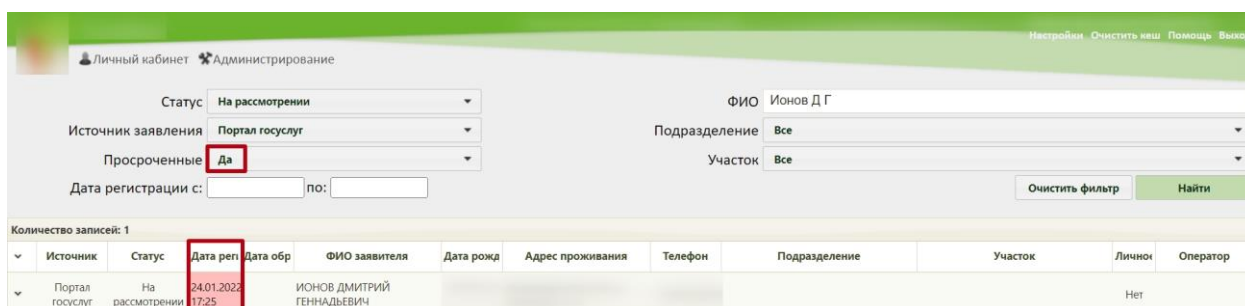 Настройки Очистить кеш Помощь Выхо
Личный кабинет Администрирование
Статус На рассмотрении ФИО Ионов Д Г
Источник заявления Портал госуслуг Подразделение Все
Просроченные Да Участок Все
Дата регистрации с: по: Очистить фильтр Найти
Количество записей: 1
Источник Статус Дата реги Дата обр ФИО заявителя Дата рожд Адрес проживания Телефон Подразделение Участок Личное Оператор
Портал На 24.01.2022 ИОНОВ ДМИТРИЙ Нет
госуслуг рассмотрении 17:25 ГЕННАДЬЕВИЧ